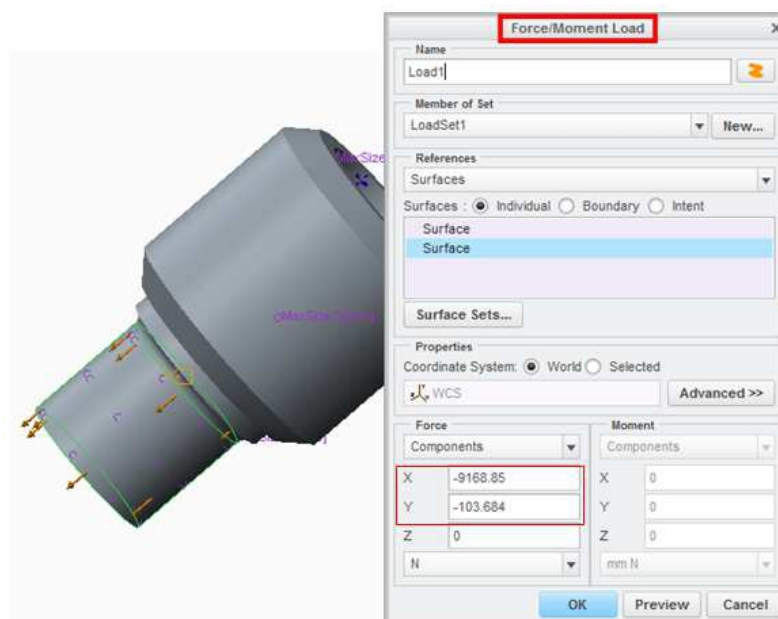 Force/Moment Load
Name
Load1
Member of Set
LoadSet1
New...
References
Surfaces
Surfaces : Individual Boundary Intent
Surface
Surface
Surface Sets...
Properties
Coordinate System: World Selected
WCS
Advanced >>
Force
Moment
Components
Components
X -9168.85
X 0
Y -103.684
Y 0
Z 0
Z 0
N
mm N
OK Preview Cancel